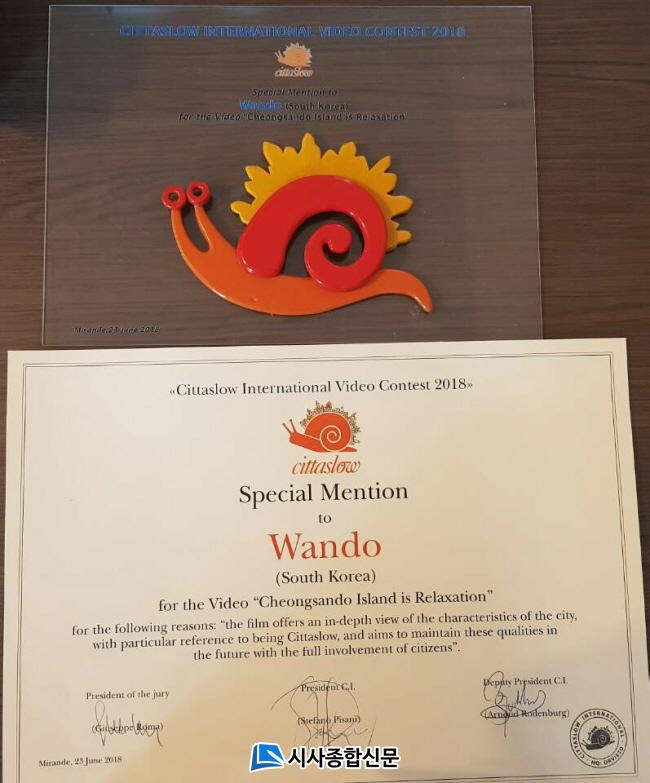 CITTASLOW INTERNATIONAL VIDEO CONTEST 2018
cittaslow
Special Mention to
Wando (South Korea)
for the Video "Cheongsando Island is Relaxation"
Mirande, 23 june 2018
«Cittaslow International Video Contest 2018»
cittaslow
Special Mention
to
Wando
(South Korea)
for the Video “Cheongsando Island is Relaxation”
for the following reasons: “the film offers an in-depth view of the characteristics of the city,
with particular reference to being Cittaslow, and aims to maintain these qualities in
the future with the full involvement of citizens”.
President of the jury
(Giuseppe Roma)
President C.I.
(Stefano Pisani)
Deputy President C.I.
(Arnoud Rodenburg)
Mirande, 23 June 2018
CITTASLOW INTERNATIONAL
HQ. ORVIETO
시사종합신문